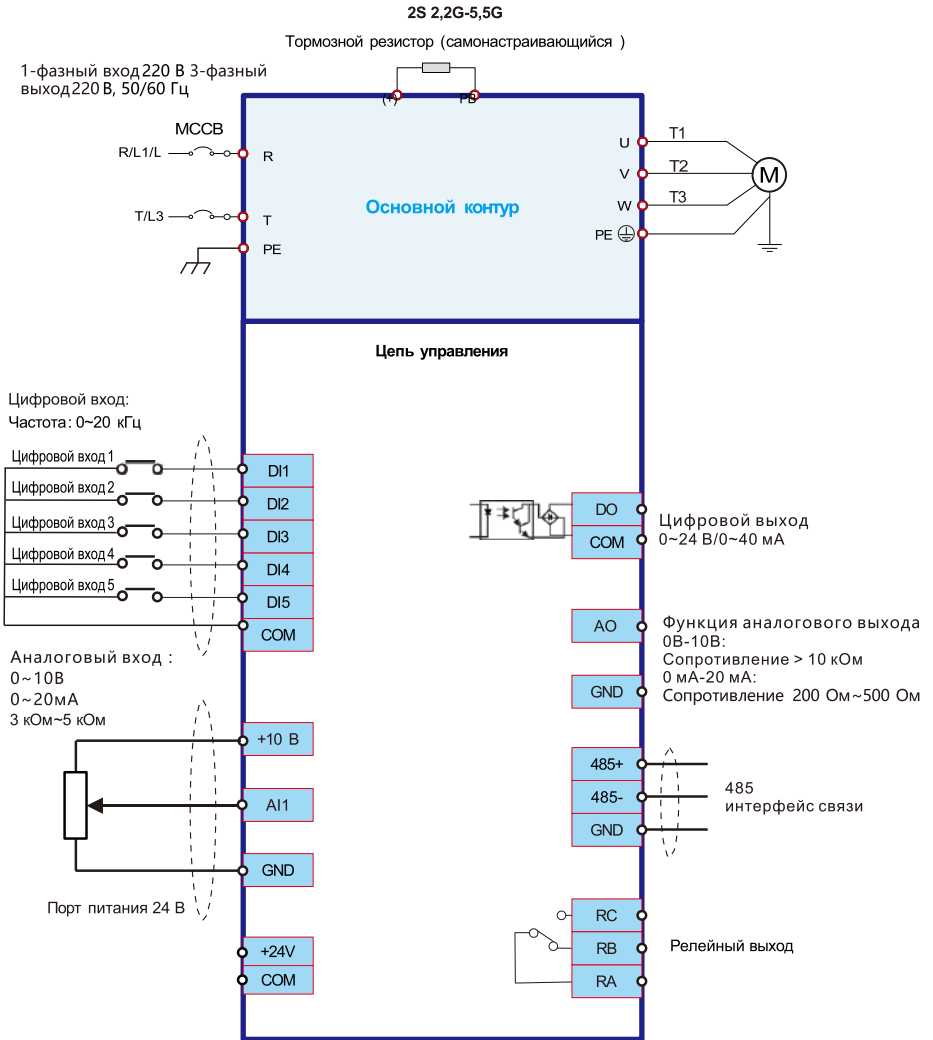 2S 2,2G-5,5G
Тормозной резистор (самонастраивающийся )
1-фазный вход 220 В 3-фазный
выход 220 В, 50/60 Гц
(+)
PB
MCCB
R/L1/L
R
T/L3
T
PE
U
T1
V
T2
W
T3
PE
M
Основной контур
Цепь управления
Цифровой вход:
Частота: 0~20 кГц
Цифровой вход 1
DI1
Цифровой вход 2
DI2
Цифровой вход 3
DI3
Цифровой вход 4
DI4
Цифровой вход 5
DI5
COM
Аналоговый вход :
0~10В
0~20мА
3 кОм~5 кОм
+10 В
AI1
GND
Порт питания 24 В
+24V
COM
DO
COM
Цифровой выход
0~24 В/0~40 мА
AO
GND
Функция аналогового выхода
0В-10В:
Сопротивление > 10 кОм
0 мА-20 мА:
Сопротивление 200 Ом~500 Ом
485+
485-
GND
485
интерфейс связи
RC
RB
RA
Релейный выход